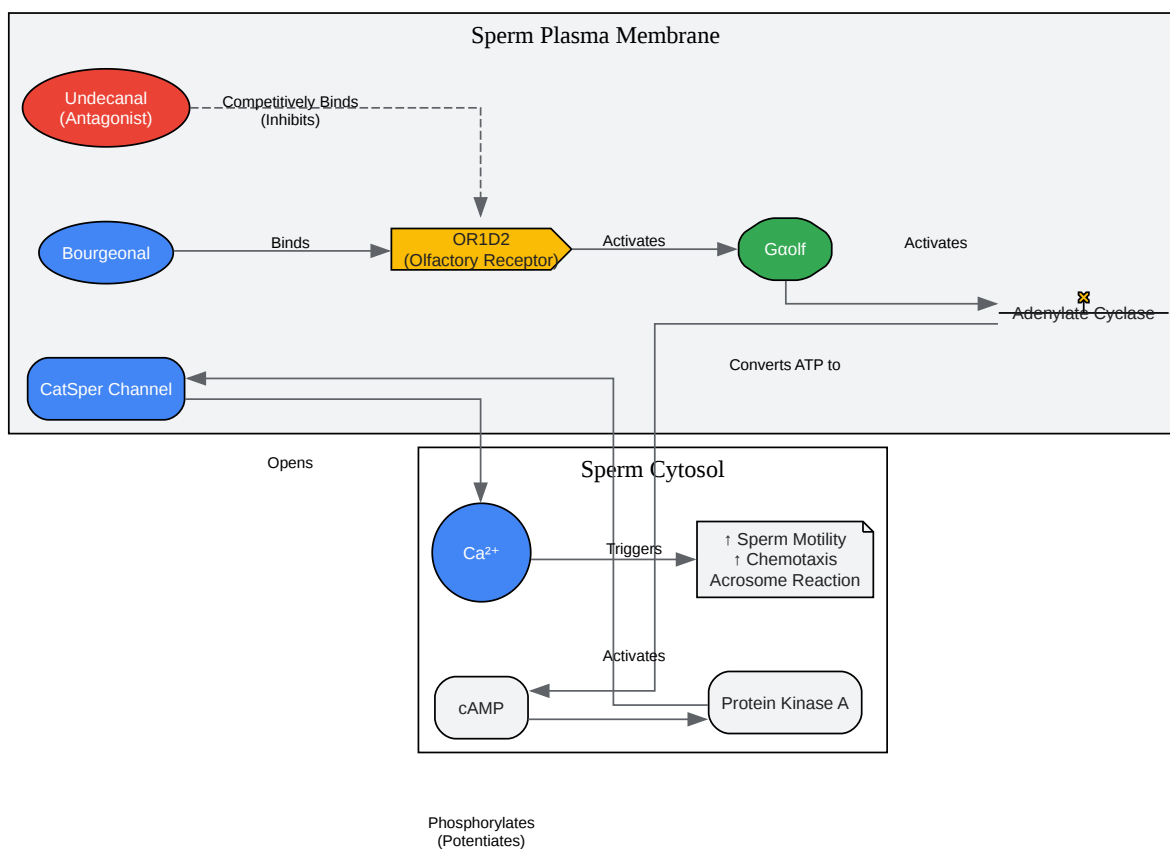 Sperm Plasma Membrane
Undecanal
(Antagonist)
Competitively Binds
(Inhibits)
Bourgeonal
Binds
OR1D2
(Olfactory Receptor)
Activates
Gαolf
Activates
Adenylate Cyclase
Converts ATP to
CatSper Channel
Opens
Sperm Cytosol
Ca²⁺
Triggers
↑ Sperm Motility
↑ Chemotaxis
Acrosome Reaction
Activates
cAMP
Protein Kinase A
Phosphorylates
(Potentiates)